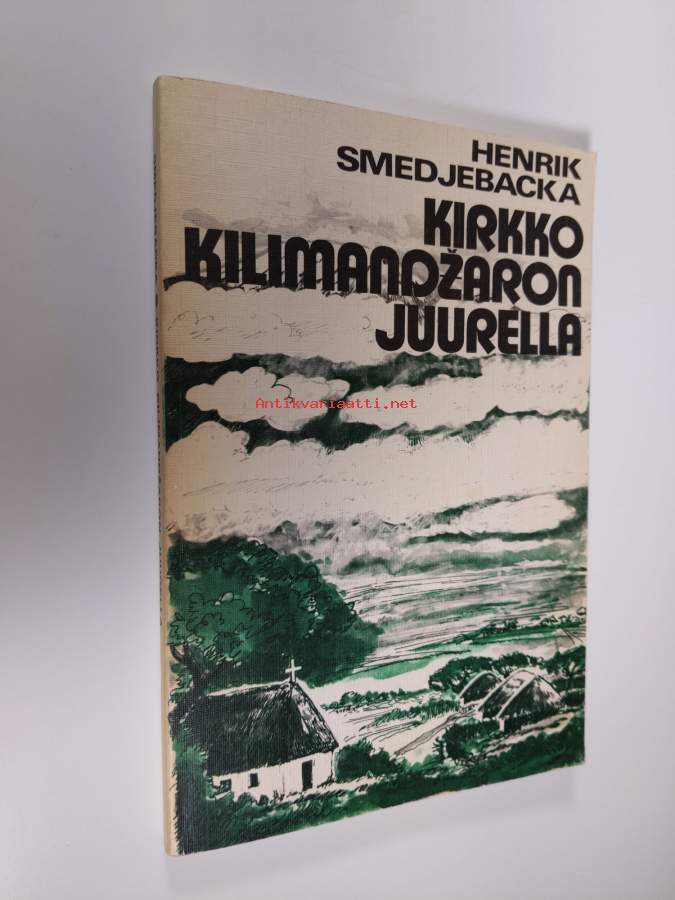 HENRIK
SMEDJEBACKA
KIRKKO
KILIMANDŽARON
JUURELLA
Antikvariaatti.net